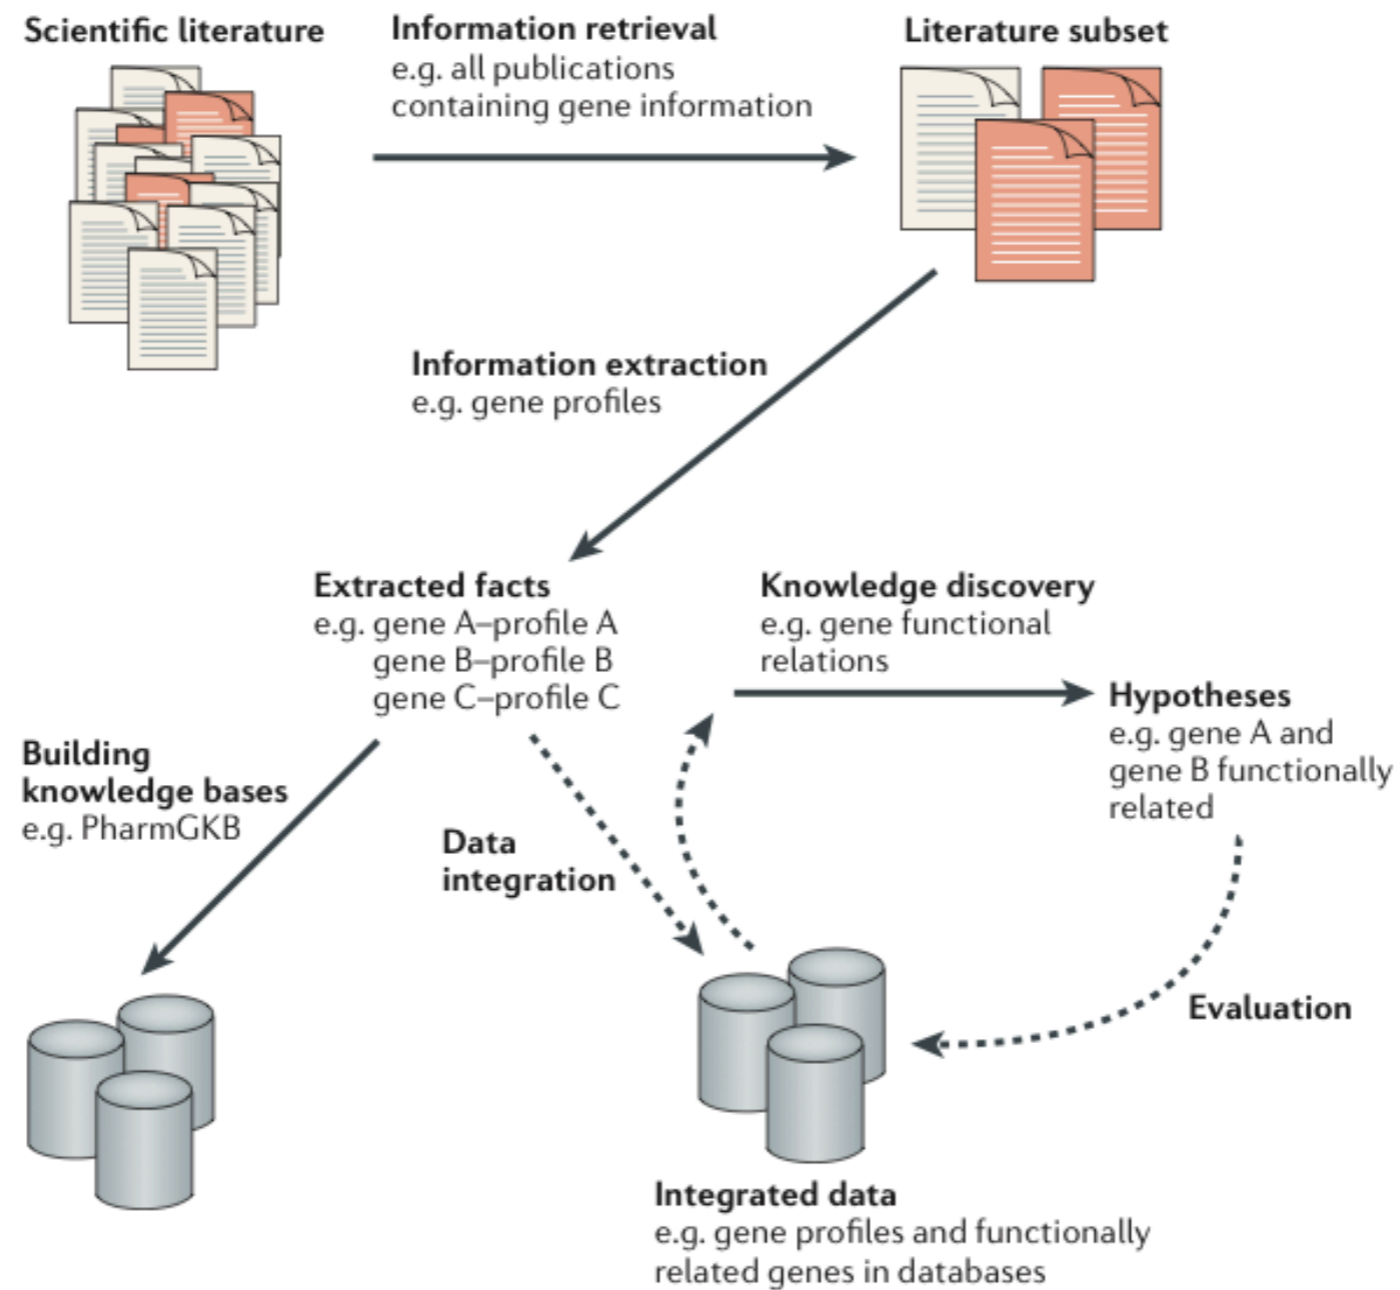 Scientific literature
Information retrieval
e.g. all publications
containing gene information
Literature subset
Information extraction
e.g. gene profiles
Extracted facts
e.g. gene A–profile A
gene B–profile B
gene C–profile C
Knowledge discovery
e.g. gene functional
relations
Hypotheses
e.g. gene A and
gene B functionally
related
Building
knowledge bases
e.g. PharmGKB
Data
integration
Evaluation
Integrated data
e.g. gene profiles and functionally
related genes in databases